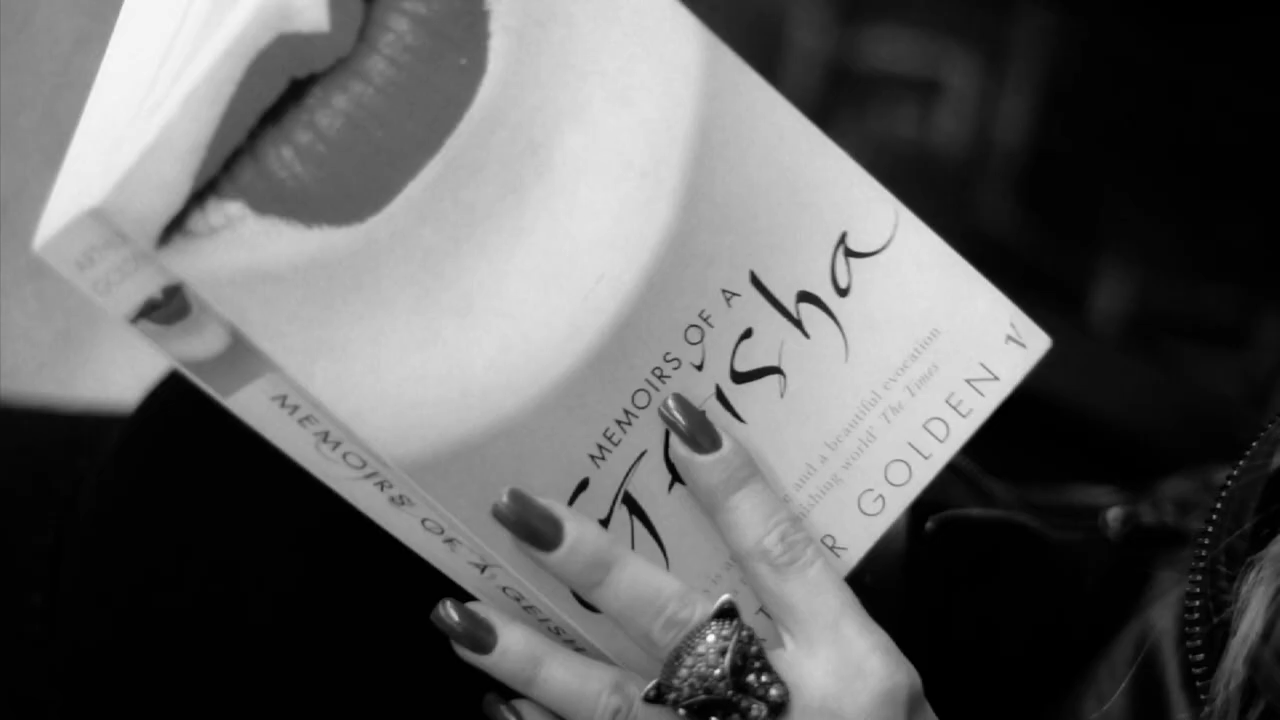 MEMOIRS OF A
Geisha
and a beautiful evocation
nishing world' The Times
R GOLDEN
V
MEMOIRS OF A GEISH